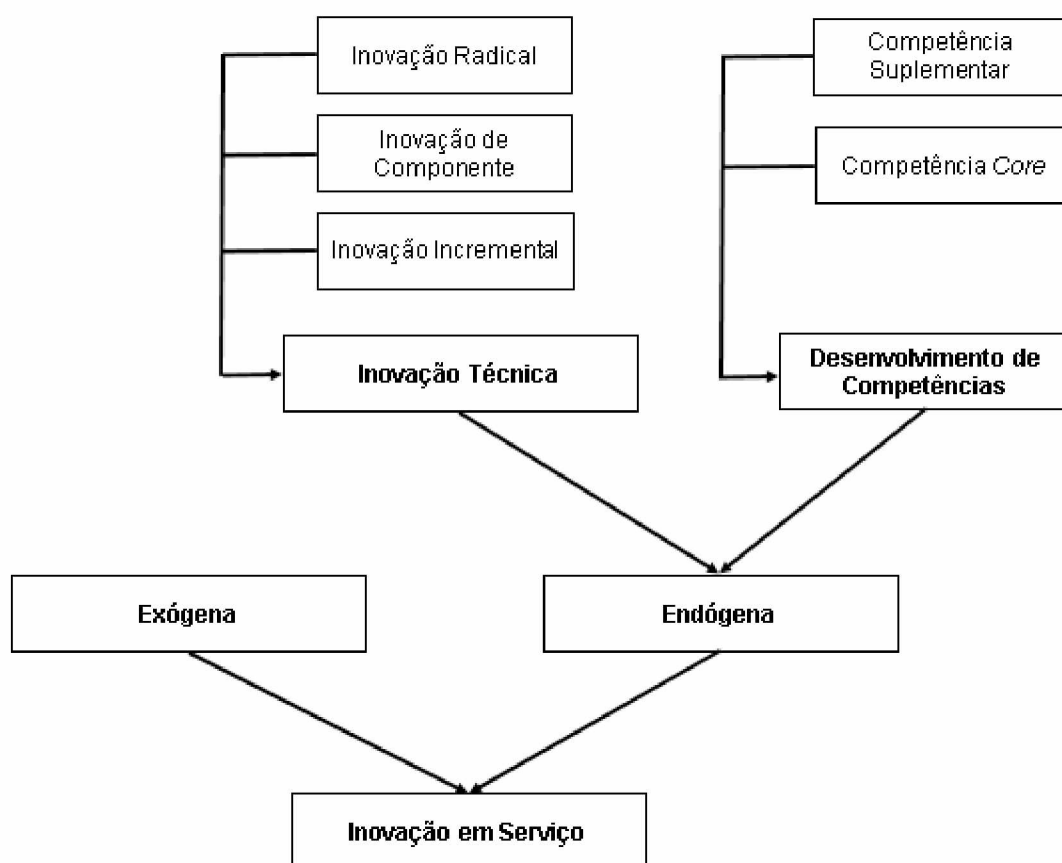 Inovação Radical
Inovação de
Componente
Inovação Incremental
Inovação Técnica
Competência
Suplementar
Competência Core
Desenvolvimento de
Competências
Exógena
Endógena
Inovação em Serviço